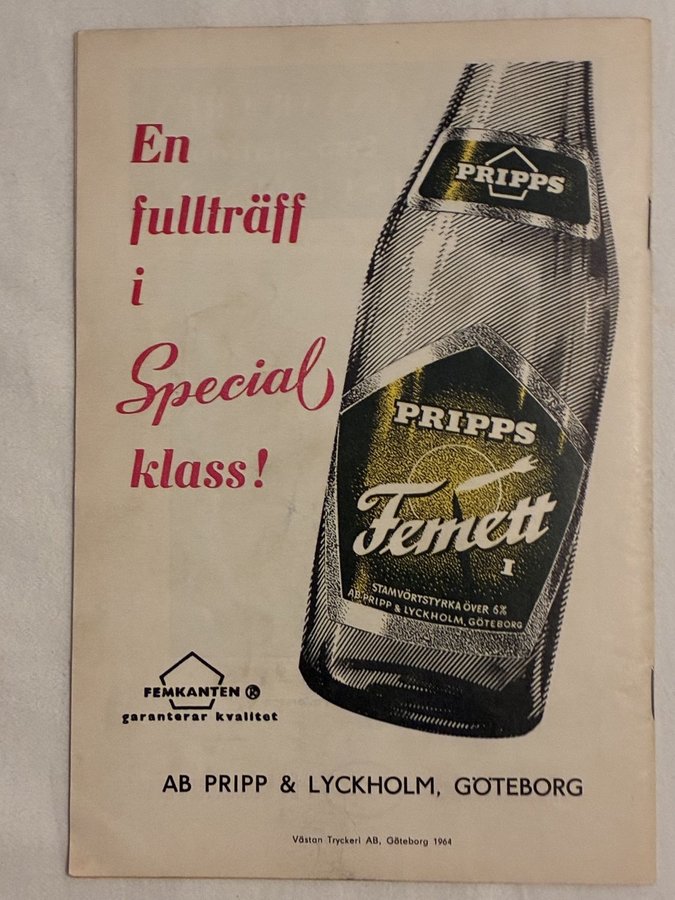 En
fullträff
i
Special
klass!
PRIPPS
PRIPPS
Femett
I
STAMVÖRTSTYRKA ÖVER 6%
AB PRIPP & LYCKHOLM, GÖTEBORG
FEMKANTEN ®
garanterar kvalitet
AB PRIPP & LYCKHOLM, GÖTEBORG
Västan Tryckeri AB, Göteborg 1964